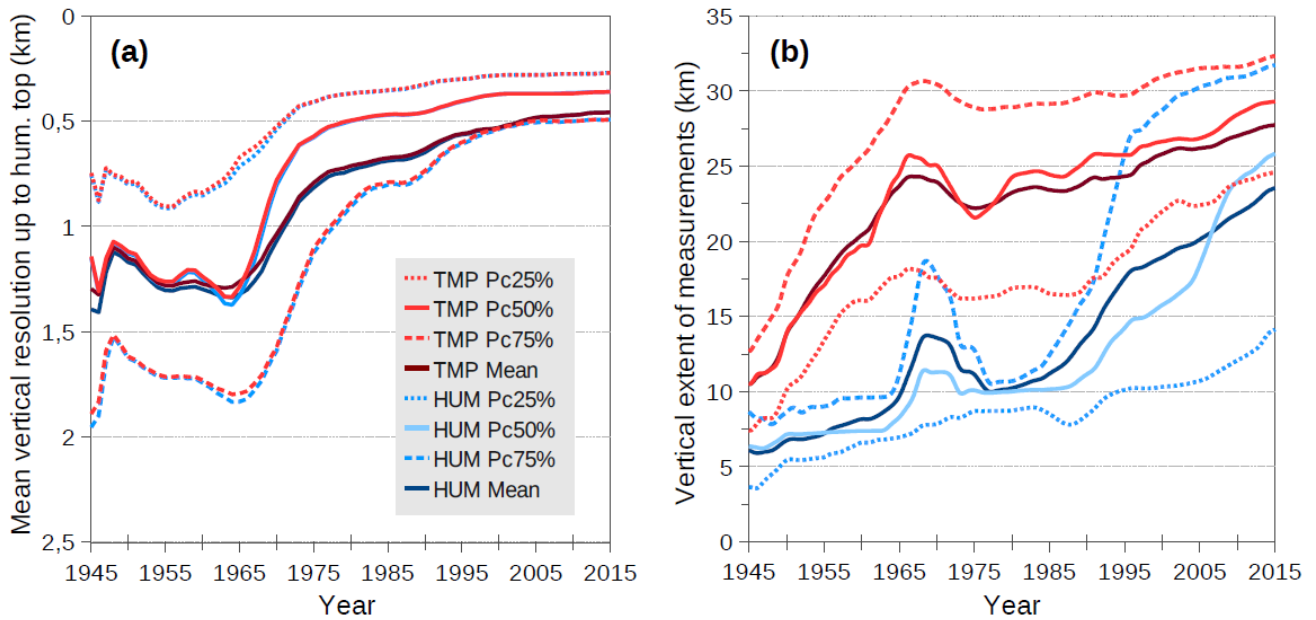 (a)
Mean vertical resolution up to hum. top (km)
0
0,5
1
1,5
2
2,5
TMP Pc25%
TMP Pc50%
TMP Pc75%
TMP Mean
HUM Pc25%
HUM Pc50%
HUM Pc75%
HUM Mean
1945 1955 1965 1975 1985 1995 2005 2015
Year
(b)
Vertical extent of measurements (km)
35
30
25
20
15
10
5
0
1945 1955 1965 1975 1985 1995 2005 2015
Year